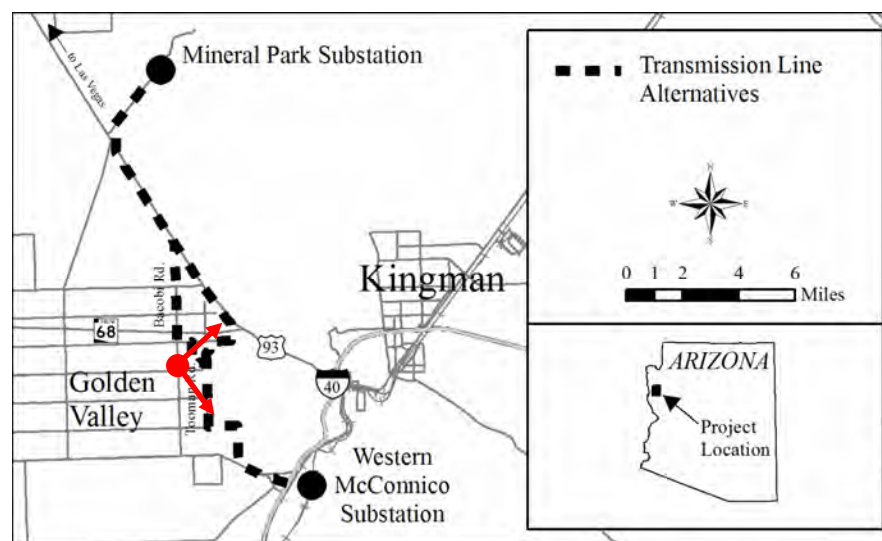 Mineral Park Substation
to Las Vegas
Bacobi Rd.
68
Kingman
93
40
Golden
Valley
Western
McConnico
Substation
Transmission Line
Alternatives
N
W
E
S
0 1 2 4 6
Miles
ARIZONA
Project
Location